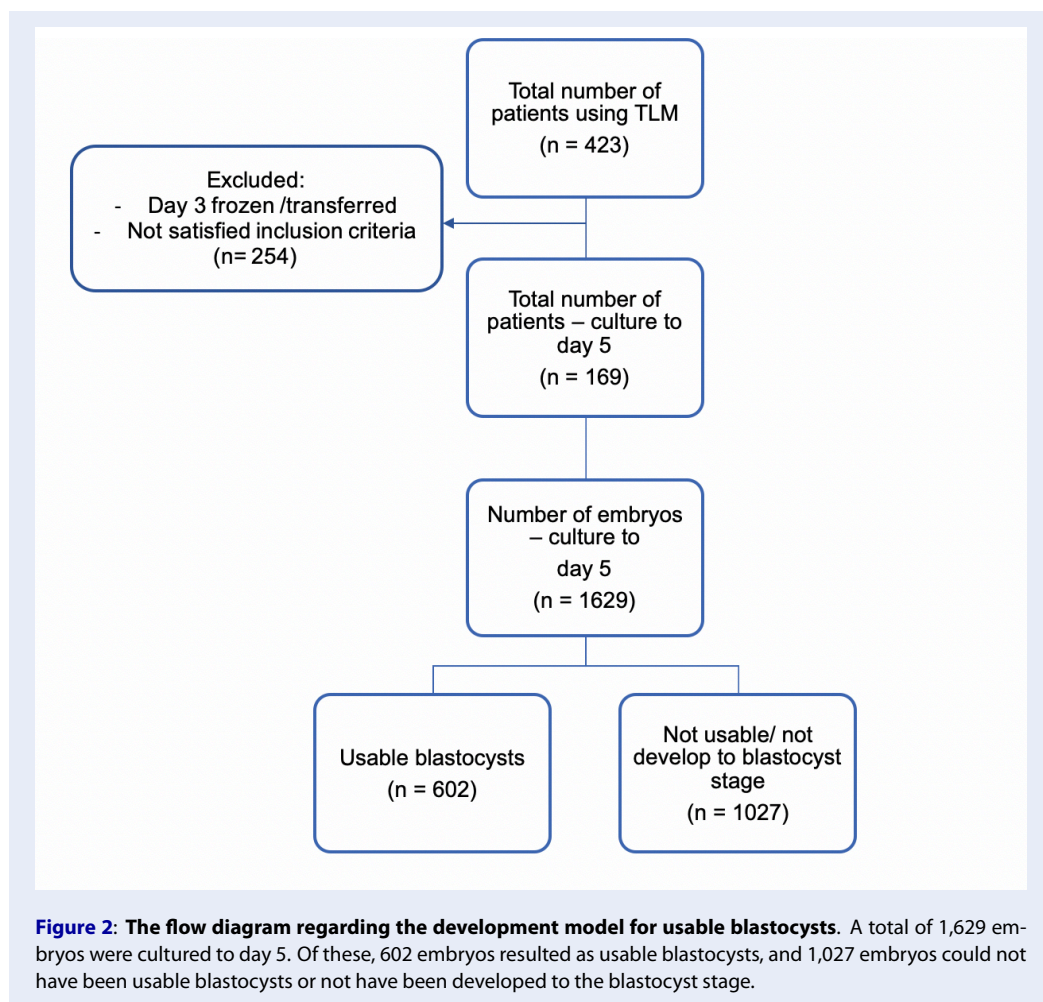 Total number of
patients using TLM
(n = 423)
Excluded:
- Day 3 frozen /transferred
- Not satisfied inclusion criteria
(n= 254)
Total number of
patients – culture to
day 5
(n = 169)
Number of embryos
– culture to
day 5
(n = 1629)
Usable blastocysts
(n = 602)
Not usable/ not
develop to blastocyst
stage
(n = 1027)
Figure 2: The flow diagram regarding the development model for usable blastocysts. A total of 1,629 em-
bryos were cultured to day 5. Of these, 602 embryos resulted as usable blastocysts, and 1,027 embryos could not
have been usable blastocysts or not have been developed to the blastocyst stage.